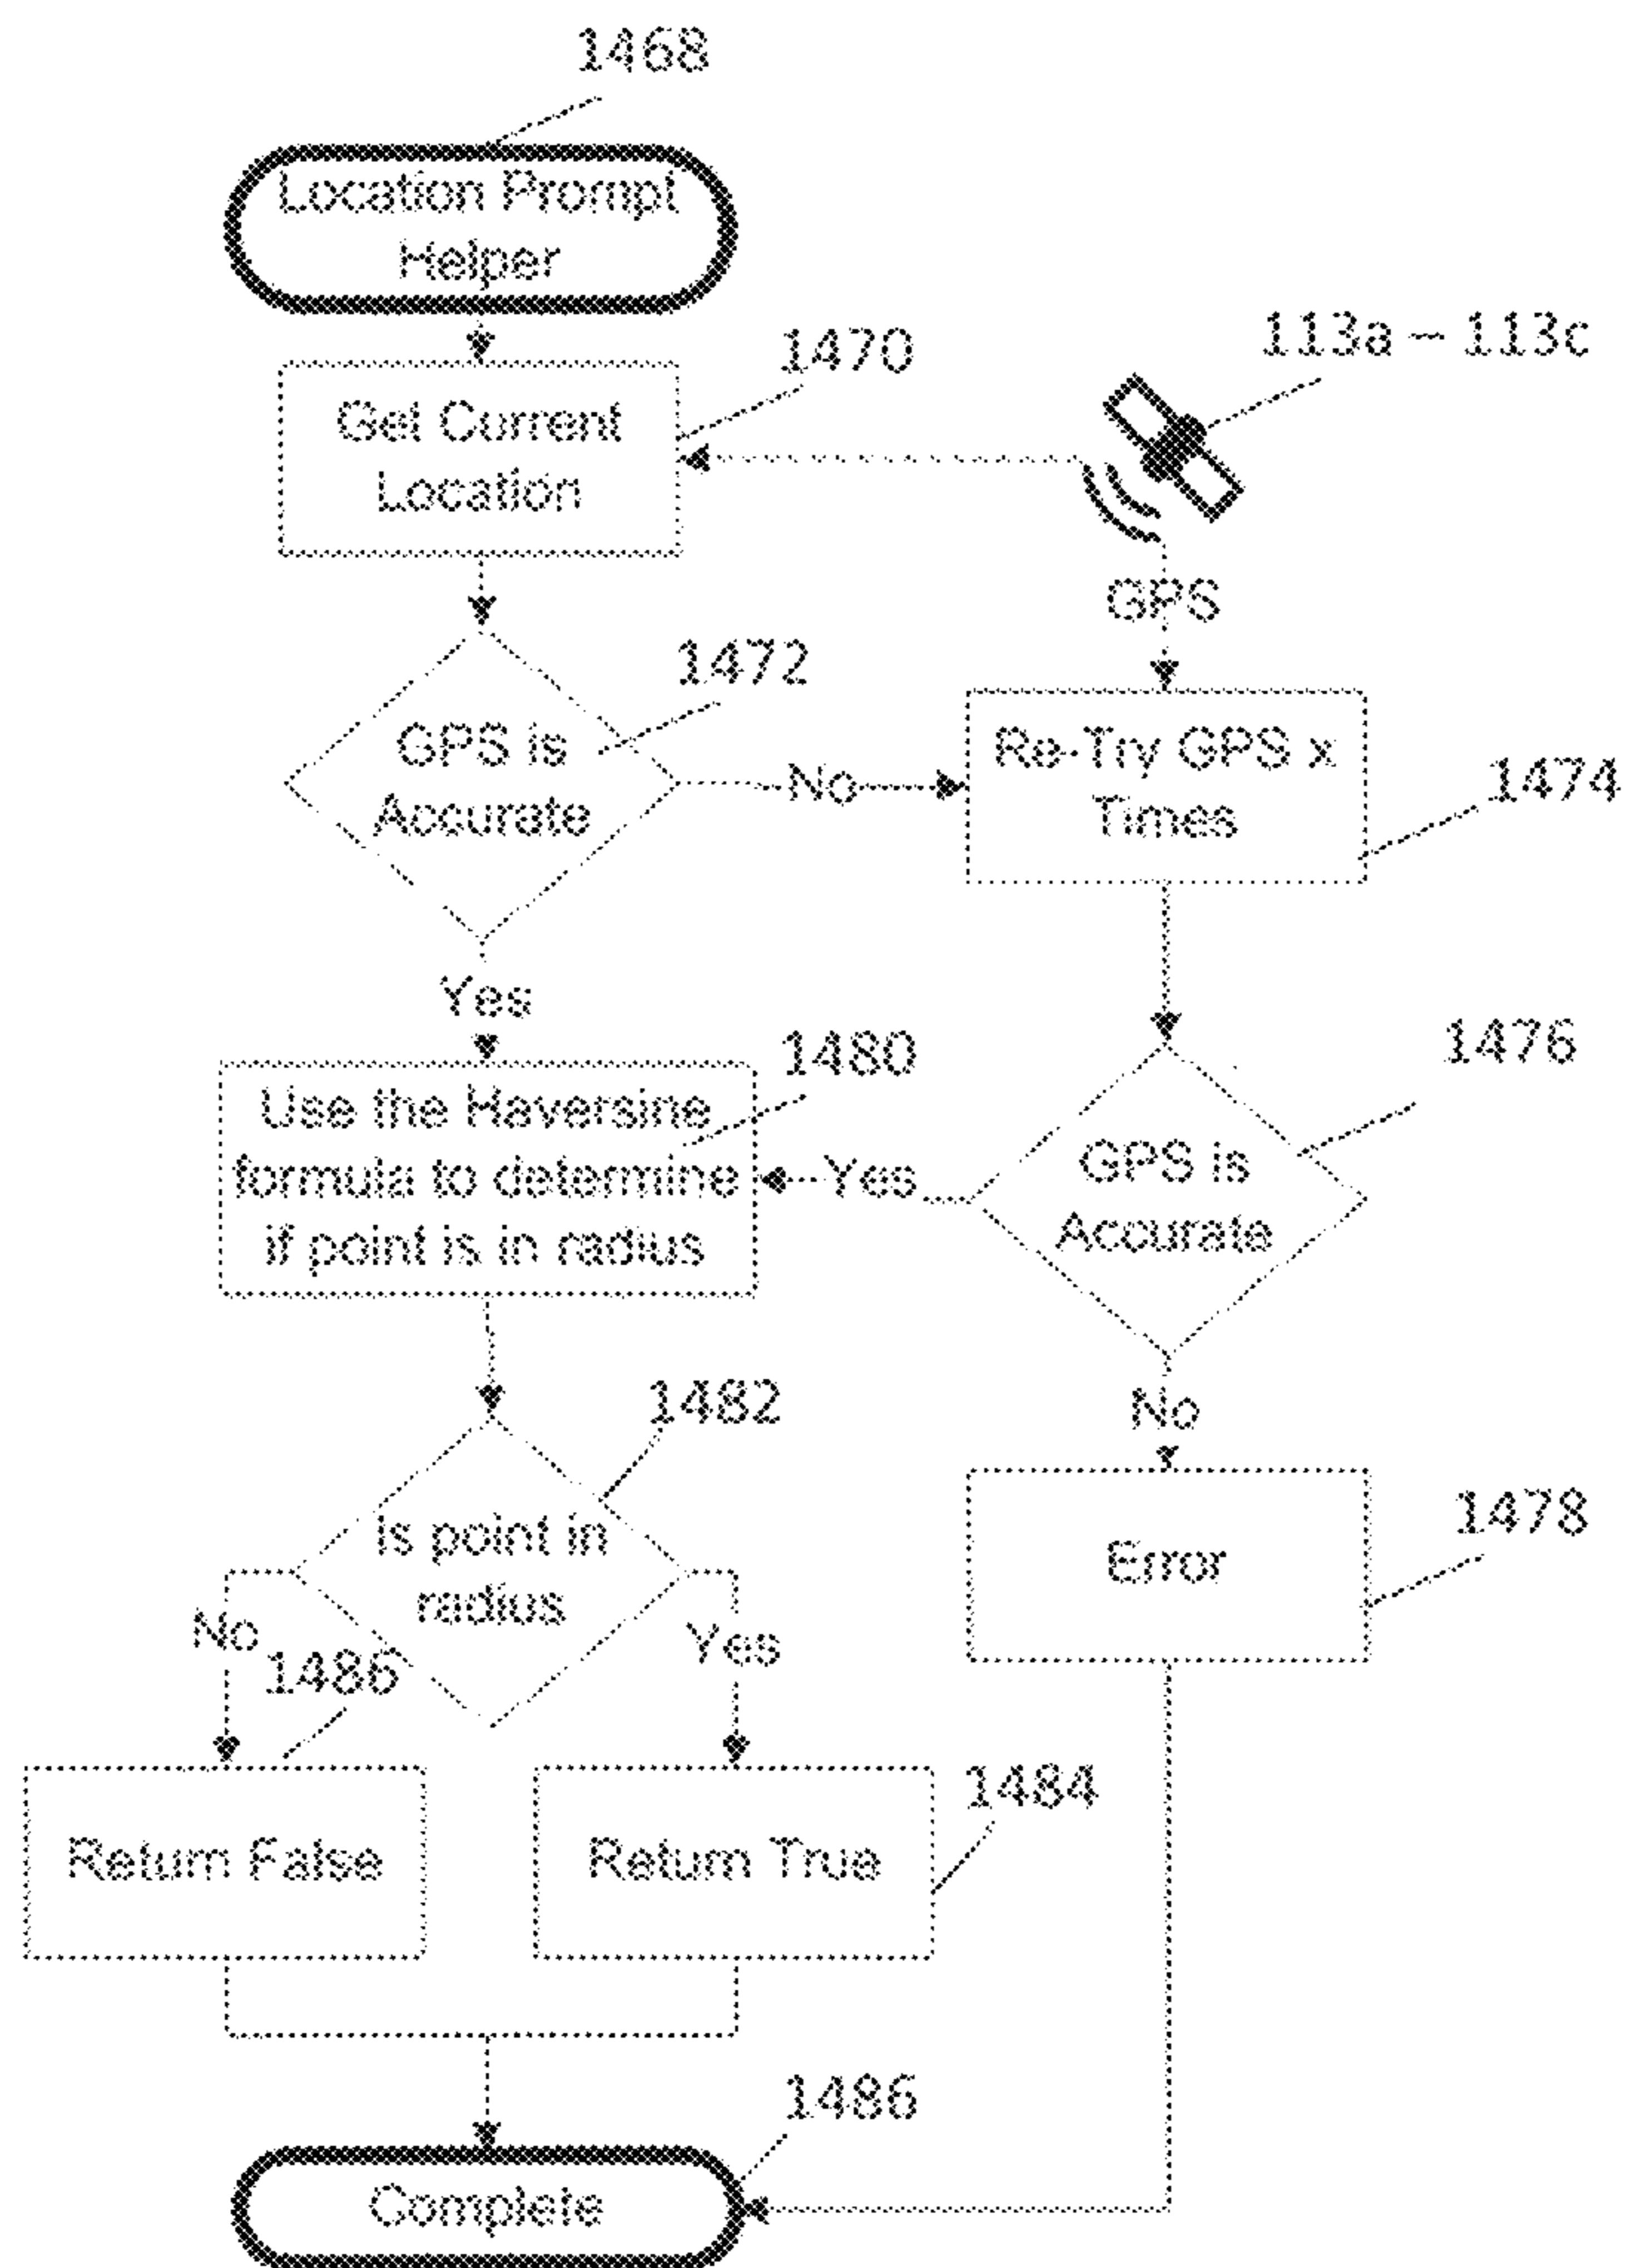 1468
Location Prompt
Helper
1470
113a – 113c
Get Current
Location
GPS
1472
GPS is
Accurate
No
Re-Try GPS x
Times
1474
Yes
1480
1476
Use the Haversine
formula to determine
if point is in radius
Yes
GPS is
Accurate
No
1482
Is point in
radius
1478
Error
No
Yes
1486
1484
Return False
Return True
1486
Complete